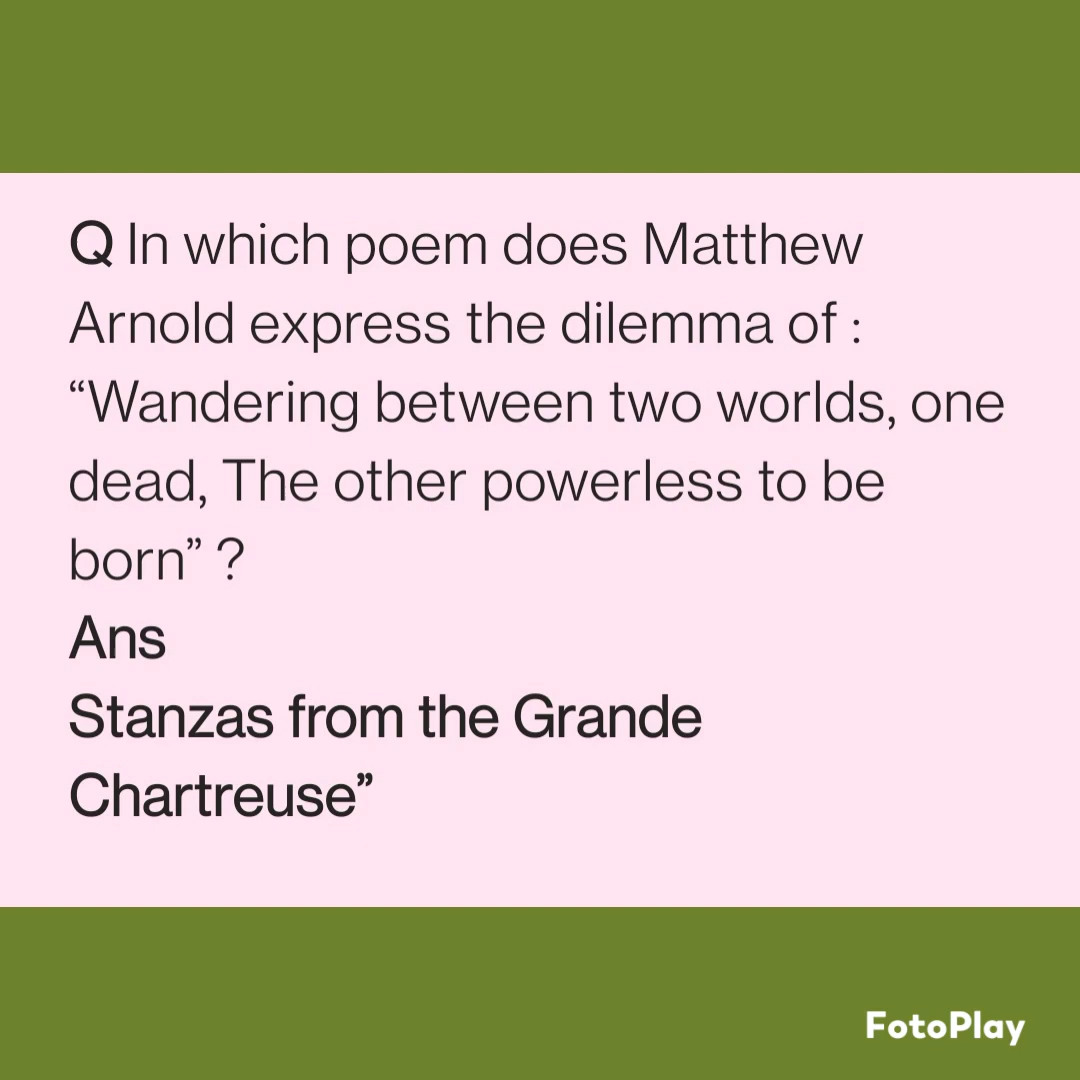 Q In which poem does Matthew
Arnold express the dilemma of :
“Wandering between two worlds, one
dead, The other powerless to be
born” ?
Ans
Stanzas from the Grande
Chartreuse”
FotoPlay